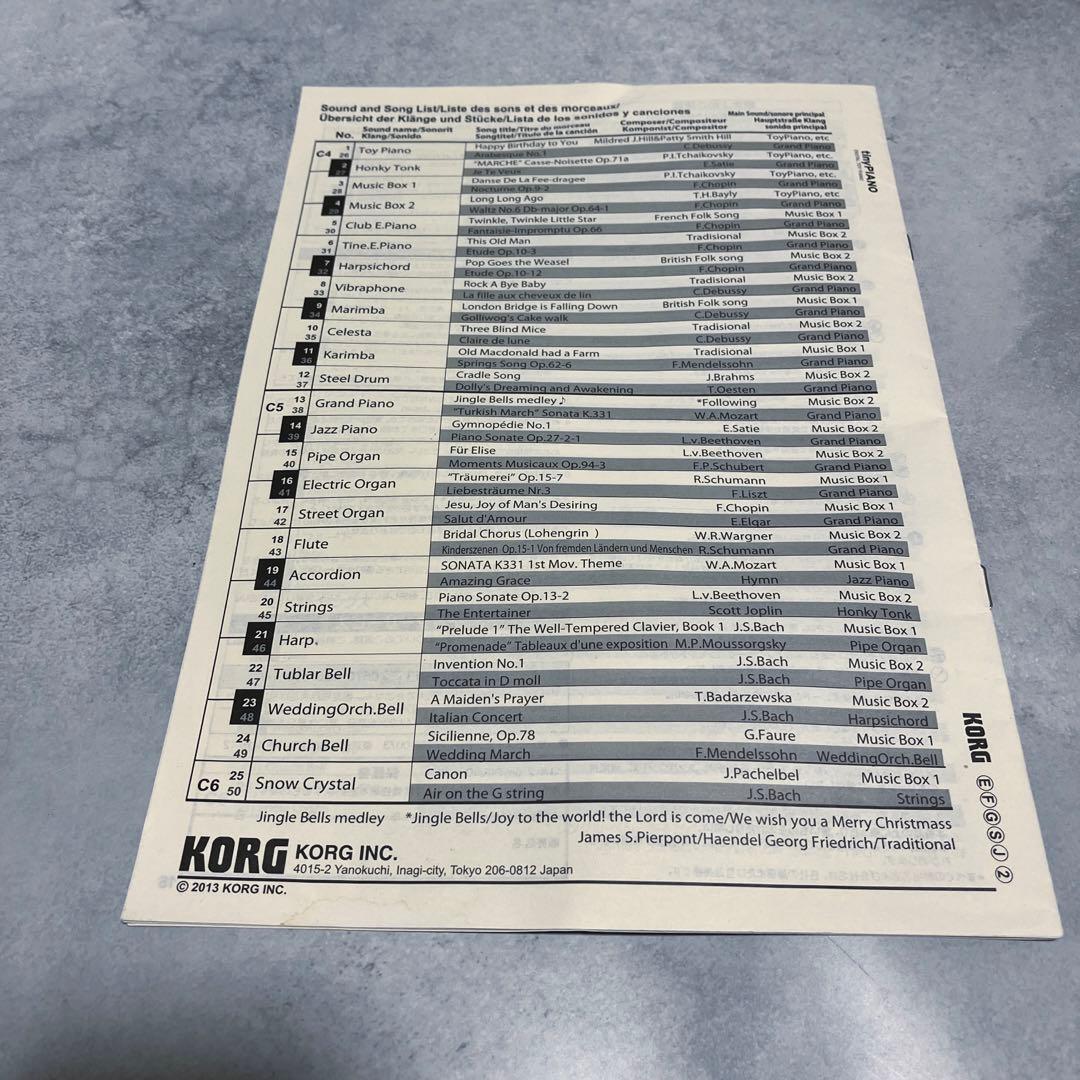 Sound and Song List/Liste des sons et des morceaux/
Übersicht der Klänge und Stücke/Lista de los sonidos y canciones
No. Sound name/Sonorit Song title/Titre du morceau Composer/Compositeur Main Sound/sonore principal
Klang/Sonido Songtitel/Título de la canción Komponist/Compositor Hauptstraße Klang
sonido principal
C4 1 Toy Piano Happy Birthday to You Mildred J.Hill&Patty Smith Hill ToyPiano, etc.
26 Arabesque No.1 C.Debussy Grand Piano
2 Honky Tonk "MARCHE" Casse-Noisette Op.71a P.I.Tchaikovsky ToyPiano, etc.
27 Je Te Veux E.Satie Grand Piano
3 Music Box 1 Danse De La Fee-dragee P.I.Tchaikovsky ToyPiano, etc.
28 Nocturne Op.9-2 F.Chopin Grand Piano
4 Music Box 2 Long Long Ago T.H.Bayly ToyPiano, etc.
29 Waltz No.6 Db-major Op.64-1 F.Chopin Grand Piano
5 Club E.Piano Twinkle, Twinkle Little Star French Folk Song Music Box 1
30 Fantaisie-Impromptu Op.66 F.Chopin Grand Piano
6 Tine.E.Piano This Old Man Tradisional Music Box 2
31 Etude Op.10-3 F.Chopin Grand Piano
7 Harpsichord Pop Goes the Weasel British Folk song Music Box 2
32 Etude Op.10-12 F.Chopin Grand Piano
8 Vibraphone Rock A Bye Baby Tradisional Music Box 2
33 La fille aux cheveux de lin C.Debussy Grand Piano
9 Marimba London Bridge is Falling Down British Folk song Music Box 1
34 Golliwog's Cake walk C.Debussy Grand Piano
10 Celesta Three Blind Mice Tradisional Music Box 2
35 Claire de lune C.Debussy Grand Piano
11 Karimba Old Macdonald had a Farm Tradisional Music Box 1
36 Springs Song Op.62-6 F.Mendelssohn Grand Piano
12 Steel Drum Cradle Song J.Brahms Music Box 2
37 Dolly's Dreaming and Awakening T.Oesten Grand Piano
C5 13 Grand Piano Jingle Bells medley♪ *Following Music Box 2
38 "Turkish March" Sonata K.331 W.A.Mozart Grand Piano
14 Jazz Piano Gymnopédie No.1 E.Satie Music Box 2
39 Piano Sonate Op.27-2-1 L.v.Beethoven Grand Piano
15 Pipe Organ Für Elise L.v.Beethoven Music Box 2
40 Moments Musicaux Op.94-3 F.P.Schubert Grand Piano
16 Electric Organ "Träumerei" Op.15-7 R.Schumann Music Box 1
41 Liebesträume Nr.3 F.Liszt Grand Piano
17 Street Organ Jesu, Joy of Man's Desiring F.Chopin Music Box 1
42 Salut d'Amour E.Elgar Grand Piano
18 Flute Bridal Chorus (Lohengrin ) W.R.Wargner Music Box 2
43 Kinderszenen Op.15-1 Von fremden Ländern und Menschen R.Schumann Grand Piano
19 Accordion SONATA K331 1st Mov. Theme W.A.Mozart Music Box 2
44 Amazing Grace Hymn Jazz Piano
20 Strings Piano Sonate Op.13-2 L.v.Beethoven Music Box 2
45 The Entertainer Scott Joplin Honky Tonk
21 Harp. "Prelude 1" The Well-Tempered Clavier, Book 1 J.S.Bach Music Box 1
46 "Promenade" Tableaux d'une exposition M.P.Moussorgsky Pipe Organ
22 Tublar Bell Invention No.1 J.S.Bach Music Box 2
47 Toccata in D moll J.S.Bach Pipe Organ
23 WeddingOrch.Bell A Maiden's Prayer T.Badarzewska Music Box 2
48 Italian Concert J.S.Bach Harpsichord
24 Church Bell Sicilienne, Op.78 G.Faure Music Box 1
49 Wedding March F.Mendelssohn WeddingOrch.Bell
C6 25 Snow Crystal Canon J.Pachelbel Music Box 1
50 Air on the G string J.S.Bach Strings
Jingle Bells medley *Jingle Bells/Joy to the world! the Lord is come/We wish you a Merry Christmass
James S.Pierpont/Haendel Georg Friedrich/Traditional
KORG KORG INC.
4015-2 Yanokuchi, Inagi-city, Tokyo 206-0812 Japan
© 2013 KORG INC.
tinyPIANO
DIGITAL TOY PIANO
KORG
Ⓔ Ⓕ Ⓖ Ⓢ Ⓙ ②